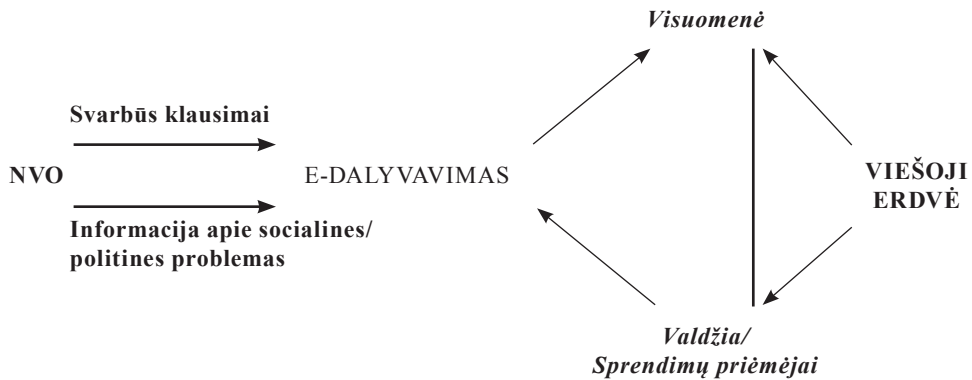 Visuomenė
Svarbūs klausimai
NVO
E-DALYVAVIMAS
VIEŠOJI
ERDVĖ
Informacija apie socialines/
politines problemas
Valdžia/
Sprendimų priėmėjai